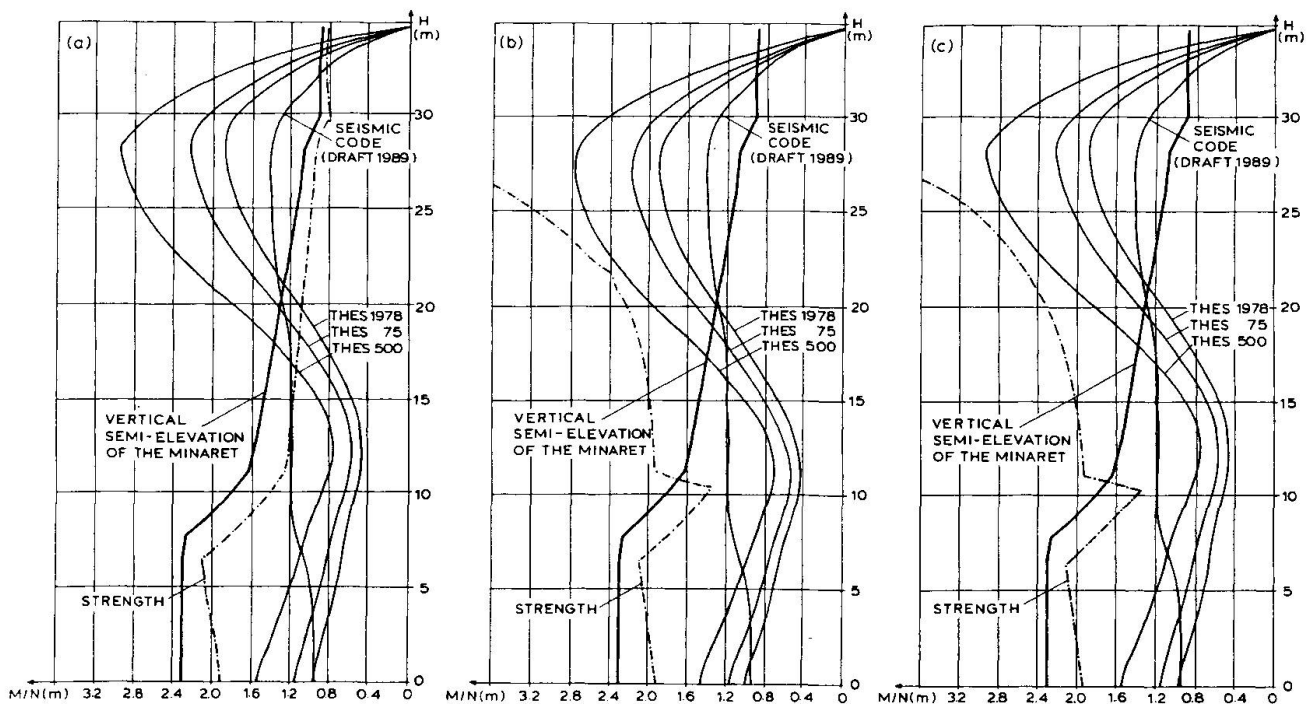 (a)
H
(m)
30
SEISMIC
CODE
(DRAFT 1989)
25
20
THES 1978
THES 75
THES 500
15
VERTICAL
SEMI-ELEVATION
OF THE MINARET
10
5
STRENGTH
0
M/N(m) 3.2 2.8 2.4 2.0 1.6 1.2 0.8 0.4
(b)
H
(m)
30
SEISMIC
CODE
(DRAFT 1989)
25
20
THES 1978
THES 75
THES 500
15
VERTICAL
SEMI-ELEVATION
OF THE MINARET
10
5
STRENGTH
0
M/N(m) 3.2 2.8 2.4 2.0 1.6 1.2 0.8 0
(c)
H
(m)
30
SEISMIC
CODE
(DRAFT 1989)
25
20
THES 1978
THES 75
THES 500
15
VERTICAL
SEMI-ELEVATION
OF THE MINARET
10
5
STRENGTH
0
M/N(m) 3.2 2.8 2.4 2.0 1.6 1.2 0.8 0.4